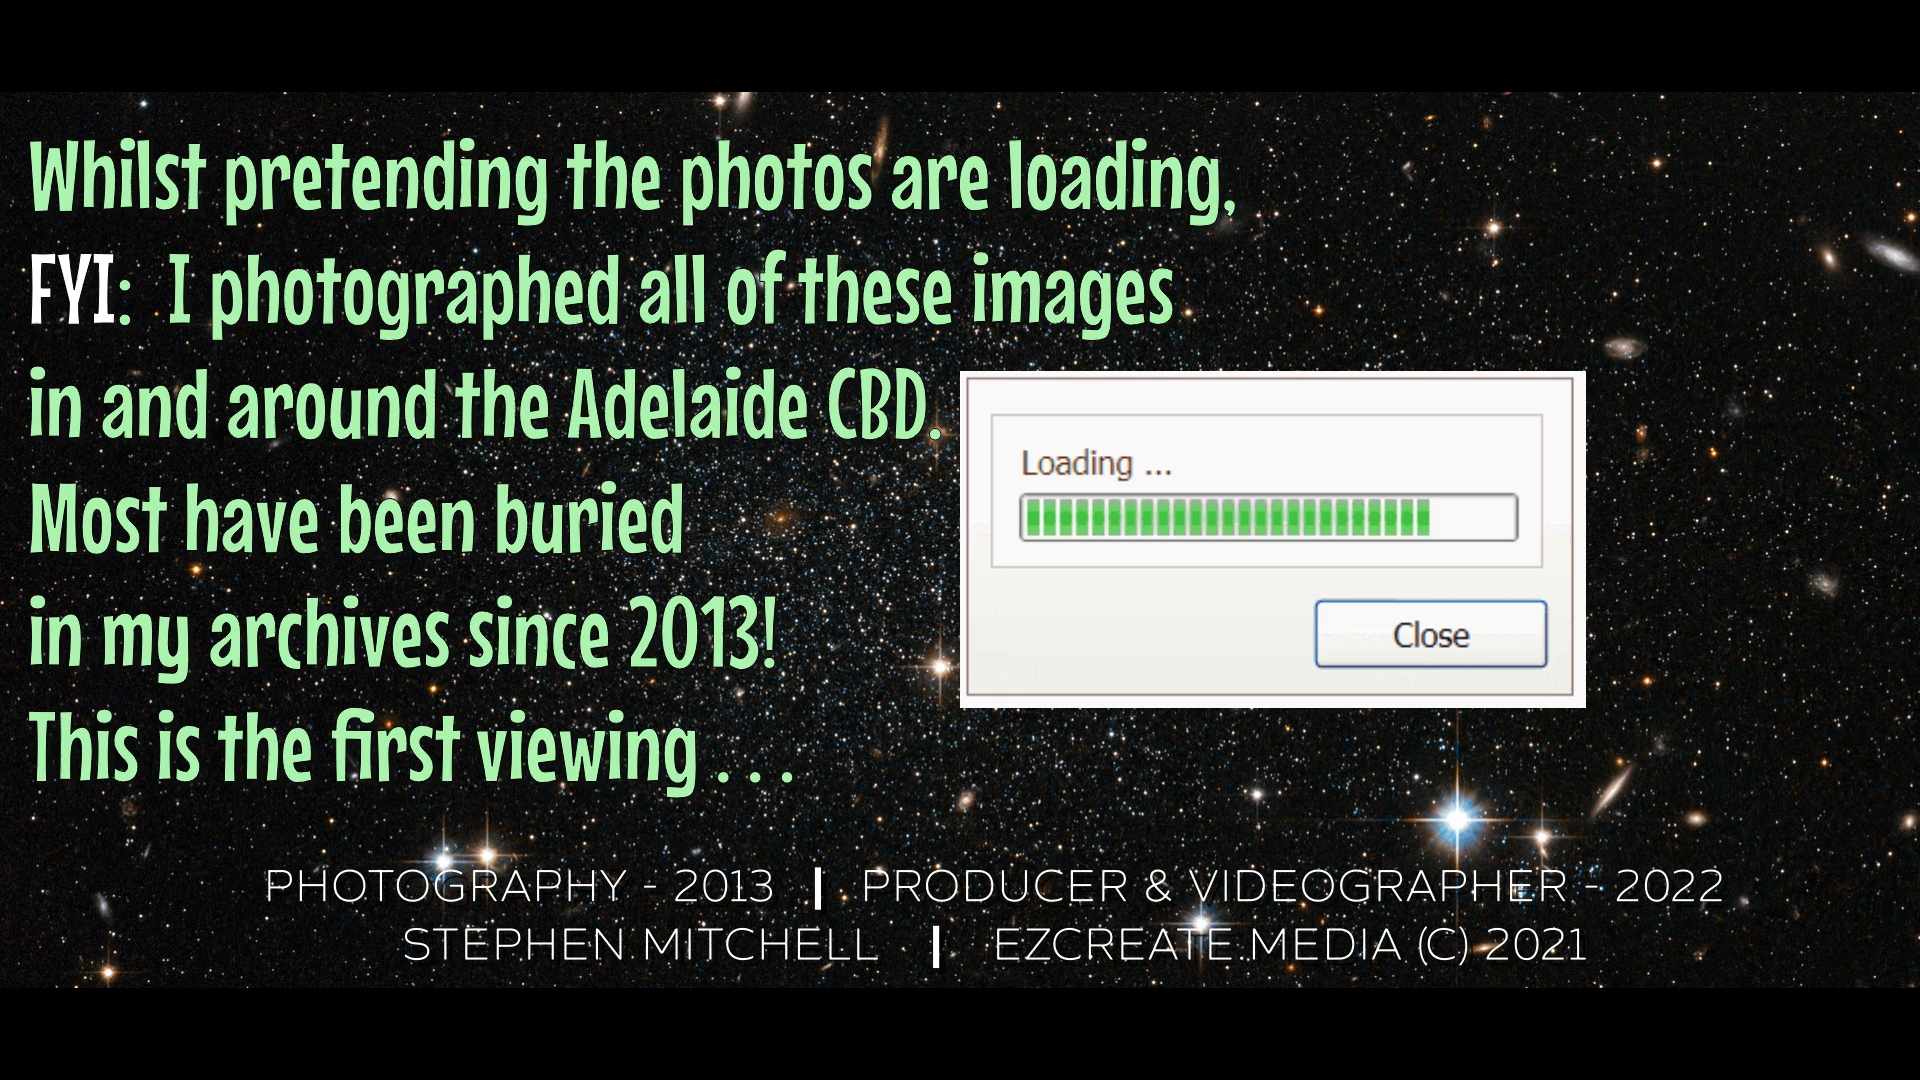 Whilst pretending the photos are loading,
FYI: I photographed all of these images
in and around the Adelaide CBD.
Most have been buried
in my archives since 2013!
This is the first viewing . . .
Loading ...
Close
PHOTOGRAPHY - 2013 | PRODUCER & VIDEOGRAPHER - 2022
STEPHEN MITCHELL | EZCREATE.MEDIA (C) 2021